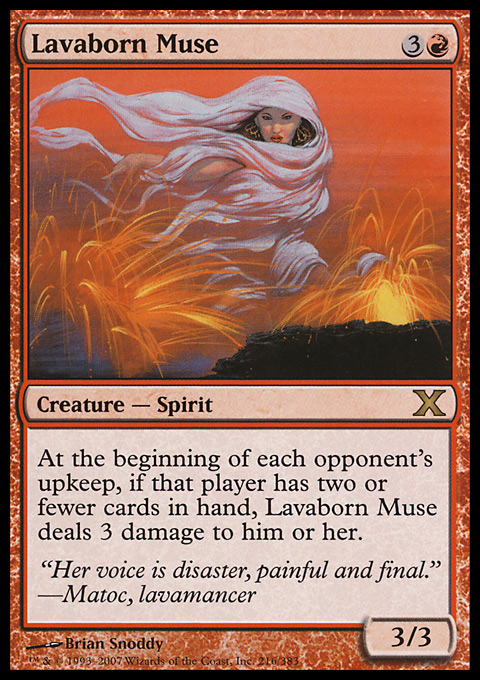 Lavaborn Muse 3
Creature — Spirit X
At the beginning of each opponent's
upkeep, if that player has two or
fewer cards in hand, Lavaborn Muse
deals 3 damage to him or her.
“Her voice is disaster, painful and final.”
—Matoc, lavamancer
3/3
Brian Snoddy
™ & © 1993–2007 Wizards of the Coast, Inc. 216/383